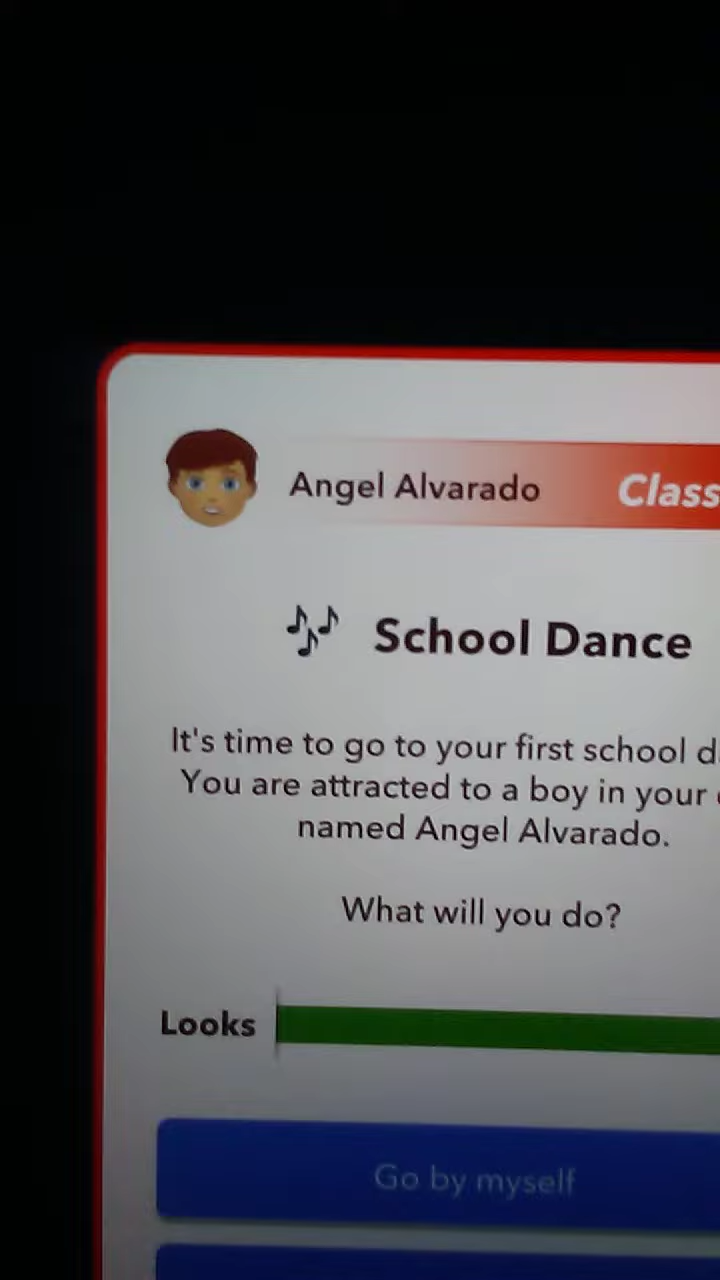 Angel Alvarado Class
School Dance
It's time to go to your first school d
You are attracted to a boy in your
named Angel Alvarado.
What will you do?
Looks
Go by myself